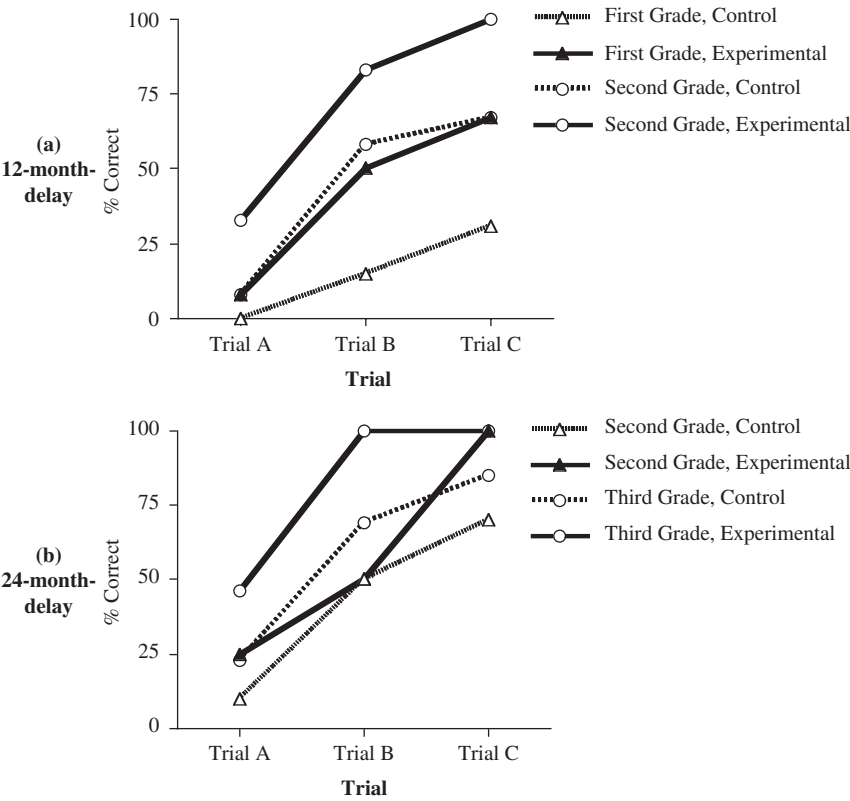 100
75
50
25
0
% Correct
(a)
12-month-
delay
Trial A Trial B Trial C
Trial
First Grade, Control
First Grade, Experimental
Second Grade, Control
Second Grade, Experimental
100
75
50
25
0
% Correct
(b)
24-month-
delay
Trial A Trial B Trial C
Trial
Second Grade, Control
Second Grade, Experimental
Third Grade, Control
Third Grade, Experimental